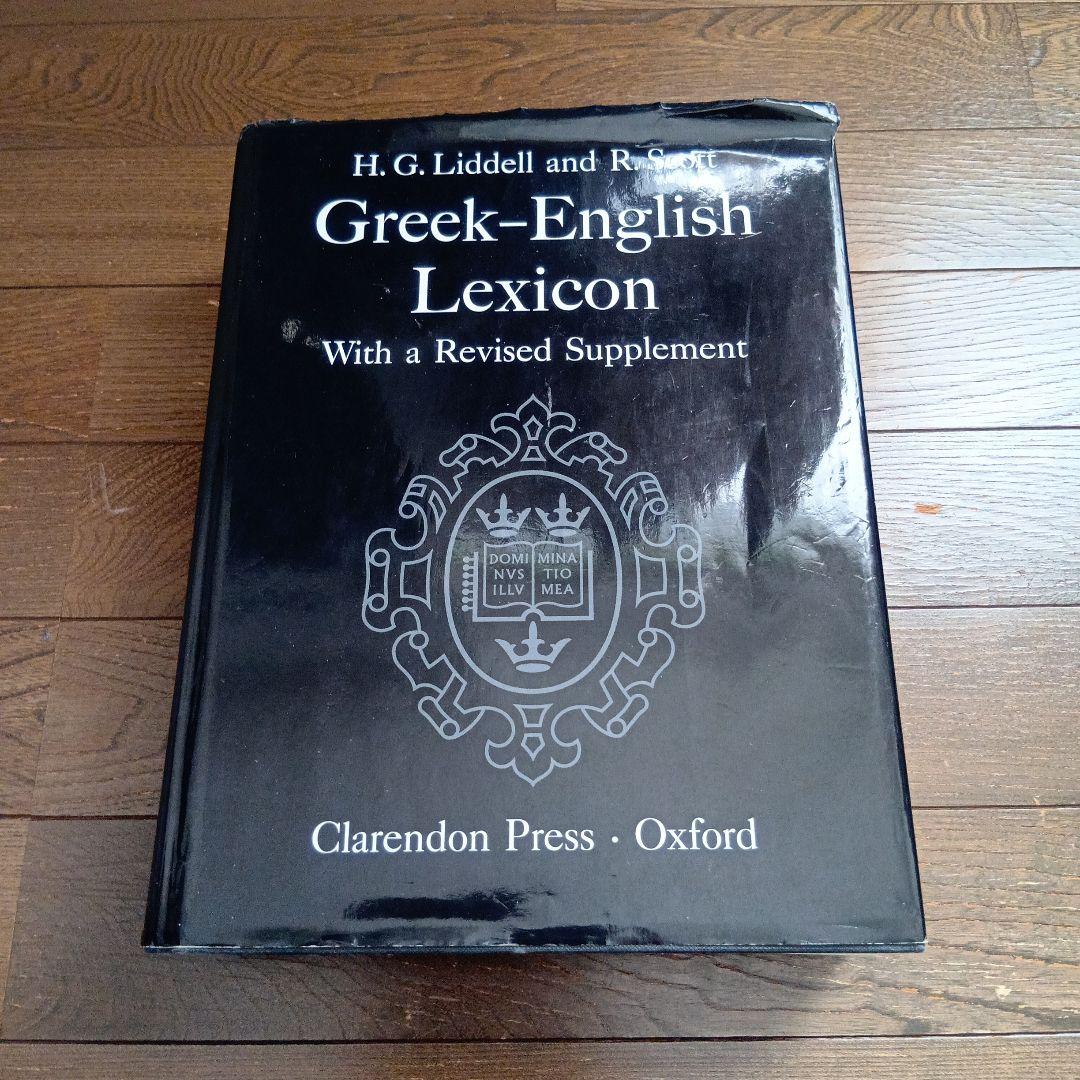 H. G. Liddell and R. Scott
Greek–English
Lexicon
With a Revised Supplement
DOMI MINA
NVS TIO
ILLV MEA
Clarendon Press · Oxford